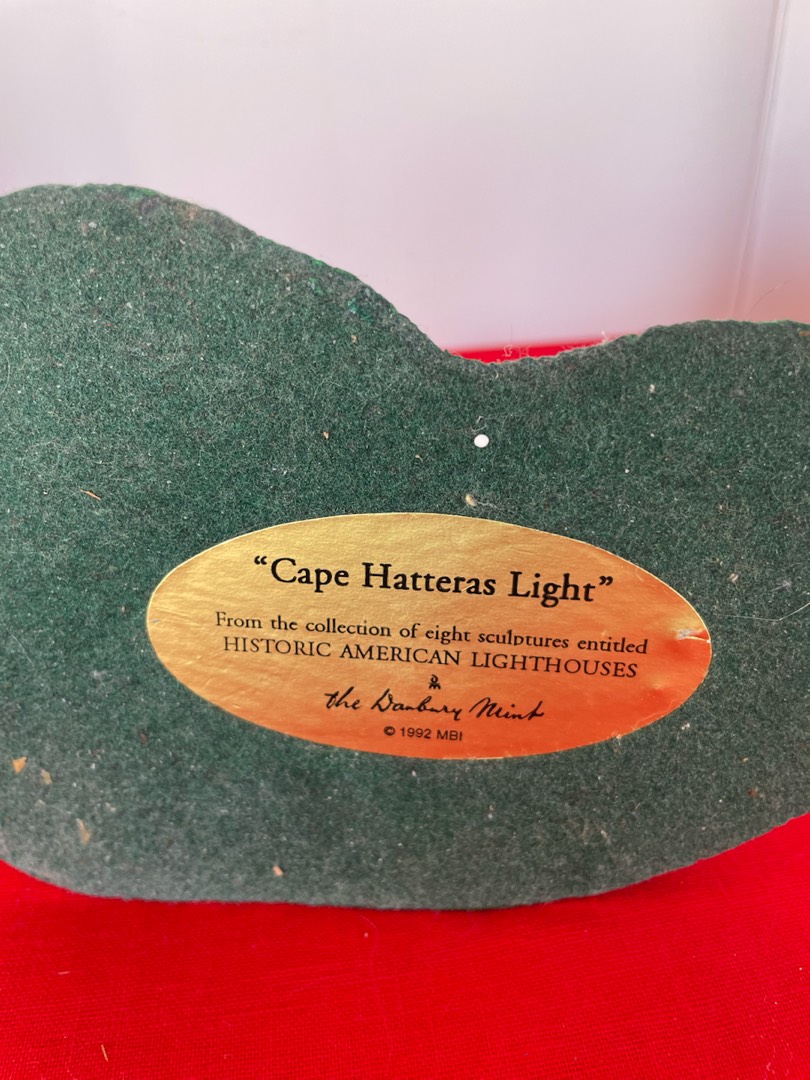 “Cape Hatteras Light”
From the collection of eight sculptures entitled
HISTORIC AMERICAN LIGHTHOUSES
the Danbury Mint
© 1992 MBI